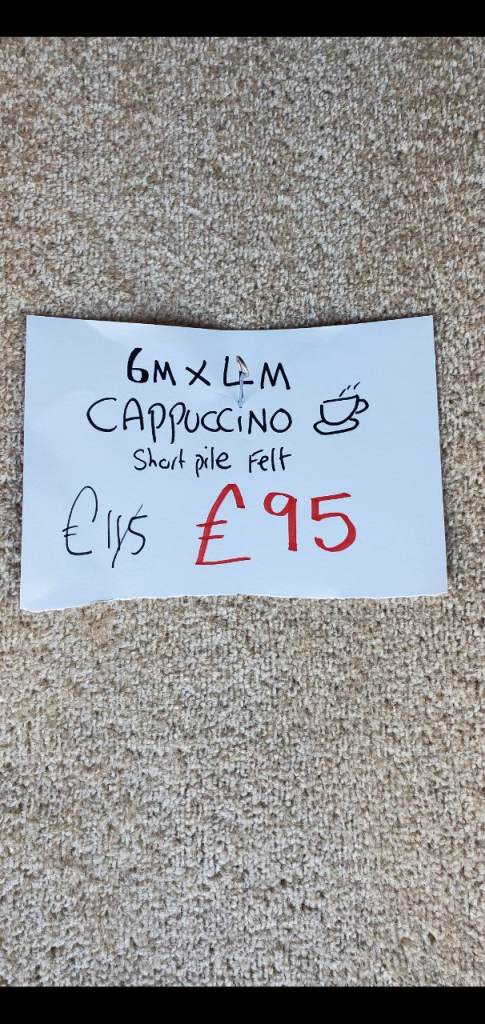 6M X 4M
CAPPUCCINO
Short pile Felt
£115 £95